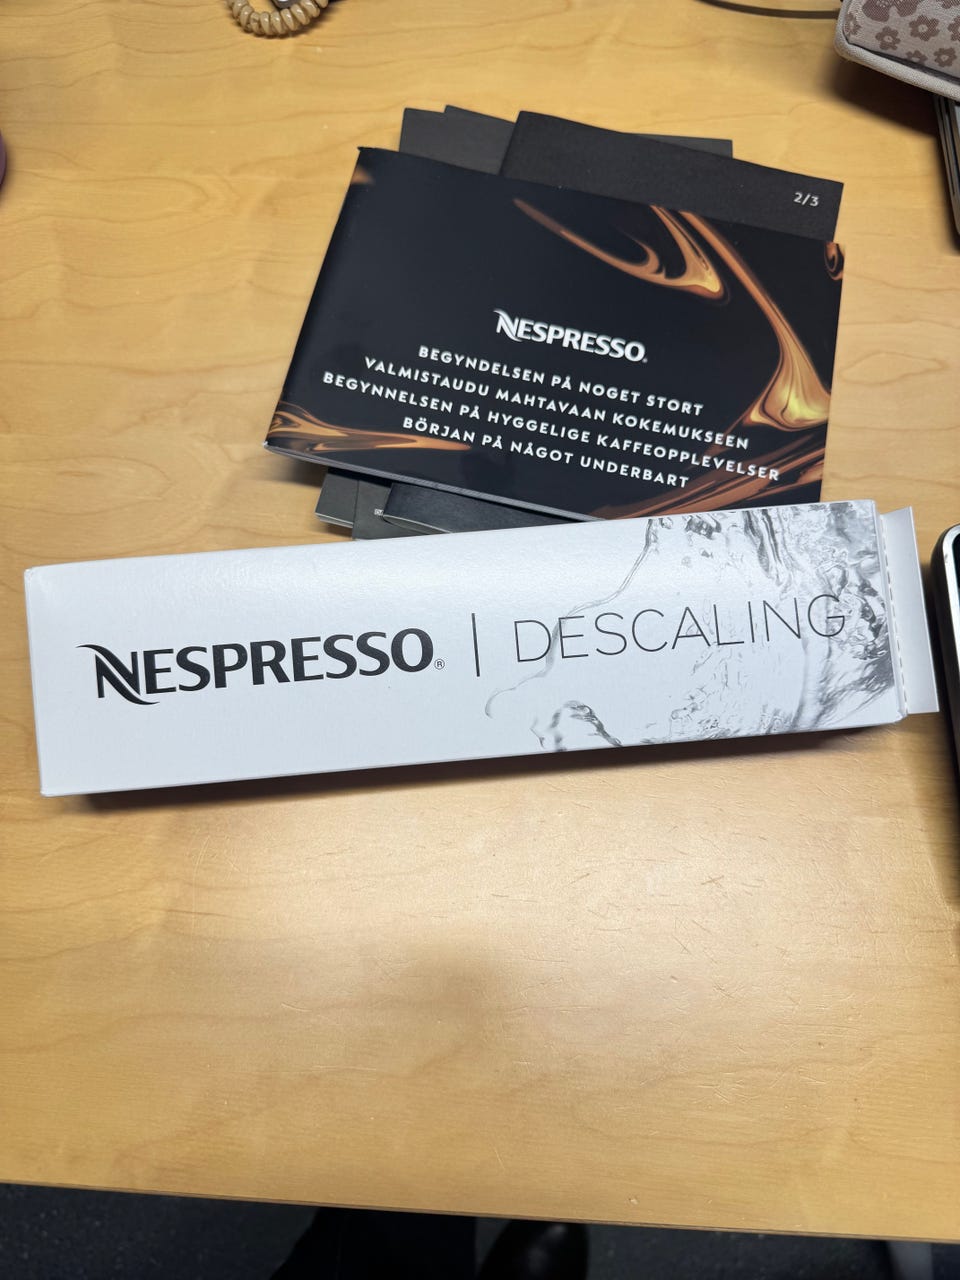 2/3
NESPRESSO®
BEGYNDELSEN PÅ NOGET STORT
VALMISTAUDU MAHTAVAAN KOKEMUKSEEN
BEGYNNELSEN PÅ HYGGELIGE KAFFEOPPLEVELSER
BÖRJAN PÅ NÅGOT UNDERBART
NESPRESSO® | DESCALING